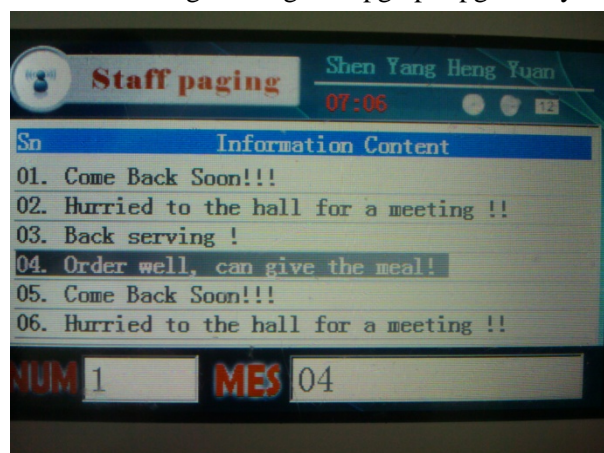 Staff paging
Shen Yang Heng Yuan
07:06
12
Sn Information Content
01. Come Back Soon!!!
02. Hurried to the hall for a meeting !!
03. Back serving !
04. Order well, can give the meal!
05. Come Back Soon!!!
06. Hurried to the hall for a meeting !!
NUM 1 MES 04